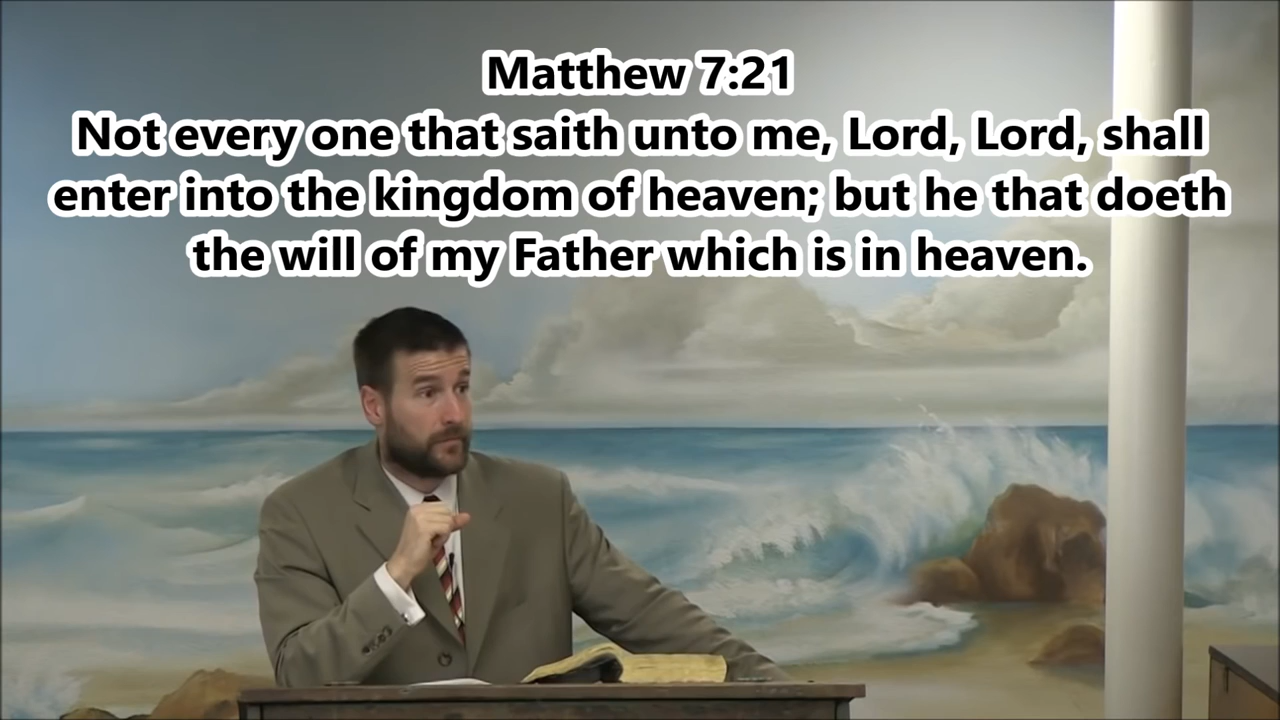 Matthew 7:21
Not every one that saith unto me, Lord, Lord, shall
enter into the kingdom of heaven; but he that doeth
the will of my Father which is in heaven.